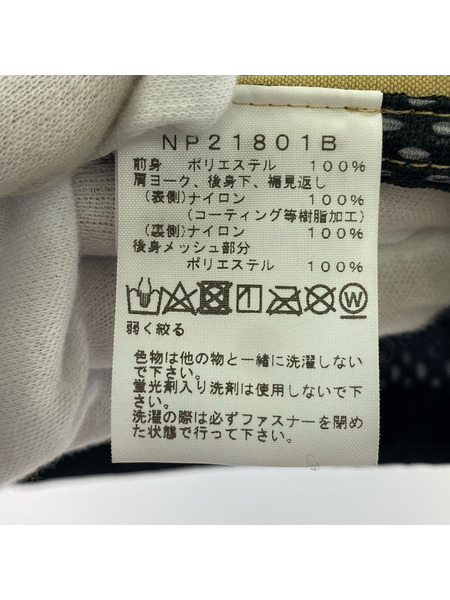 NP21801B
前身 ポリエステル 100%
肩ヨーク、後身下、裾見返し
(表側)ナイロン 100%
(コーティング等樹脂加工)
(裏側)ナイロン 100%
後身メッシュ部分
ポリエステル 100%
弱く絞る
色物は他の物と一緒に洗濯しない
で下さい。
蛍光剤入り洗剤は使用しないで下
さい。
洗濯の際は必ずファスナーを閉め
た状態で行って下さい。